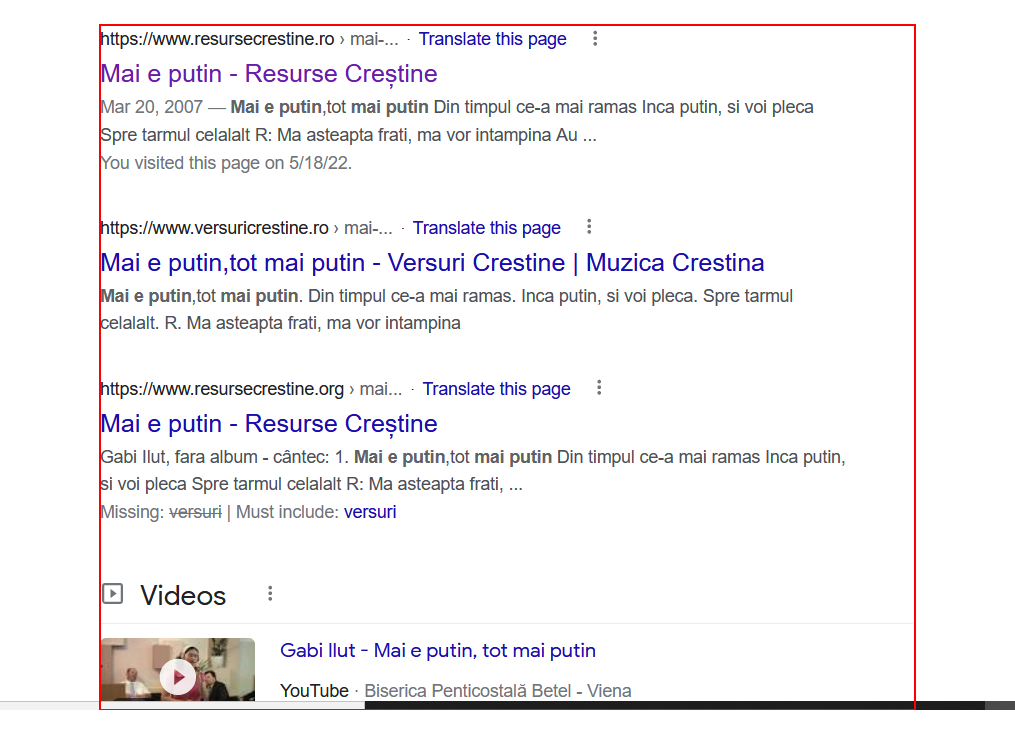 https://www.resursecrestine.ro › mai-... · Translate this page
Mai e putin - Resurse Creștine
Mar 20, 2007 — Mai e putin,tot mai putin Din timpul ce-a mai ramas Inca putin, si voi pleca
Spre tarmul celalalt R: Ma asteapta frati, ma vor intampina Au ...
You visited this page on 5/18/22.
https://www.versuricrestine.ro › mai-... · Translate this page
Mai e putin,tot mai putin - Versuri Crestine | Muzica Crestina
Mai e putin,tot mai putin. Din timpul ce-a mai ramas. Inca putin, si voi pleca. Spre tarmul
celalalt. R. Ma asteapta frati, ma vor intampina
https://www.resursecrestine.org › mai... · Translate this page
Mai e putin - Resurse Creștine
Gabi Ilut, fara album - cântec: 1. Mai e putin,tot mai putin Din timpul ce-a mai ramas Inca putin,
si voi pleca Spre tarmul celalalt R: Ma asteapta frati, ...
Missing: versuri | Must include: versuri
Videos
Gabi Ilut - Mai e putin, tot mai putin
YouTube · Biserica Penticostală Betel - Viena